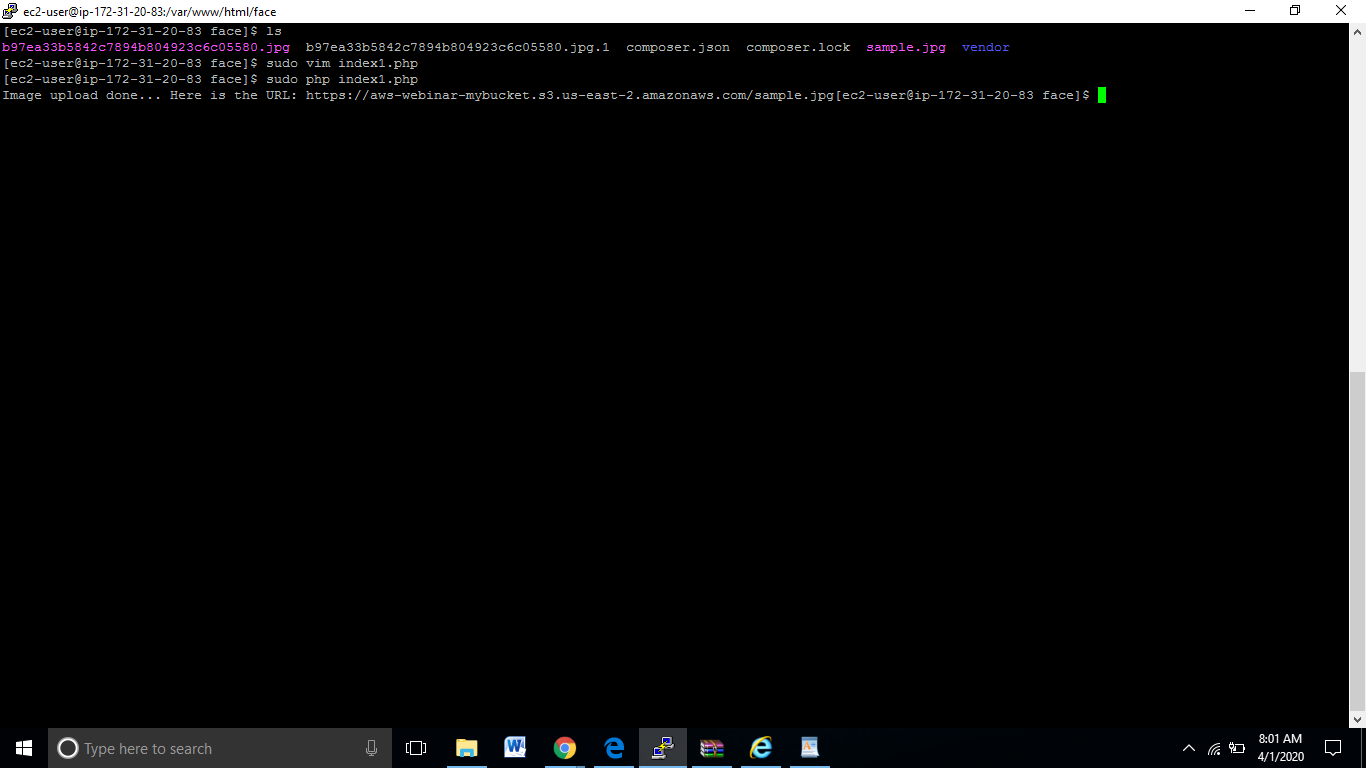 ec2-user@ip-172-31-20-83:/var/www/html/face
[ec2-user@ip-172-31-20-83 face]$ ls
b97ea33b5842c7894b804923c6c05580.jpg  b97ea33b5842c7894b804923c6c05580.jpg.1  composer.json  composer.lock  sample.jpg  vendor
[ec2-user@ip-172-31-20-83 face]$ sudo vim index1.php
[ec2-user@ip-172-31-20-83 face]$ sudo php index1.php
Image upload done... Here is the URL: https://aws-webinar-mybucket.s3.us-east-2.amazonaws.com/sample.jpg[ec2-user@ip-172-31-20-83 face]$
Type here to search
8:01 AM
4/1/2020